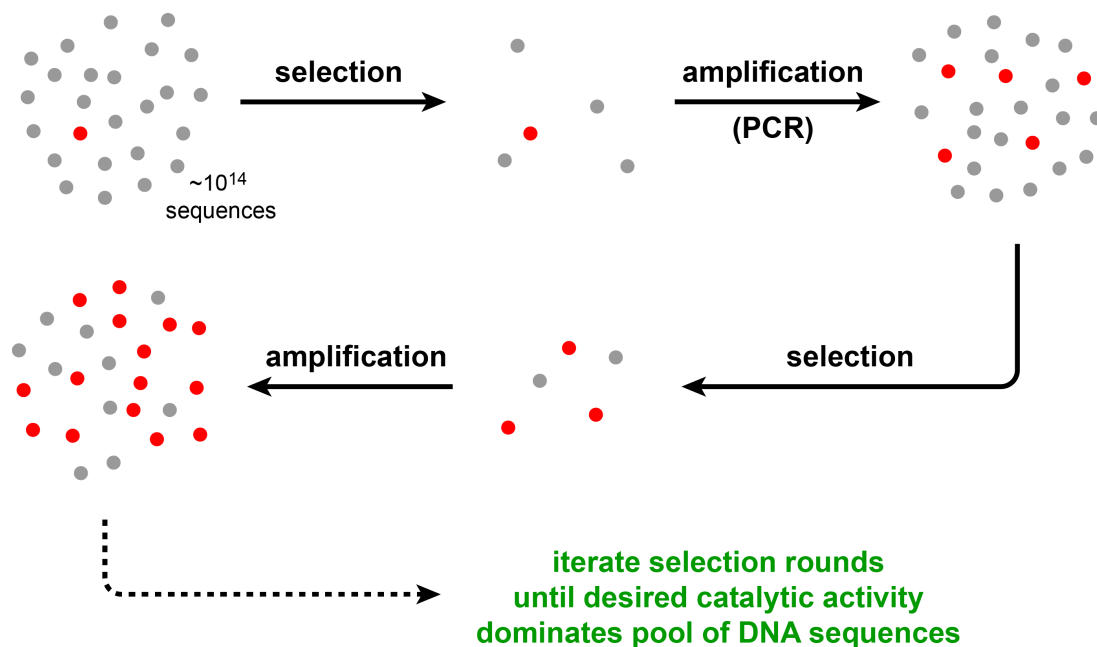 selection
amplification
(PCR)
~10¹⁴
sequences
selection
amplification
iterate selection rounds
until desired catalytic activity
dominates pool of DNA sequences